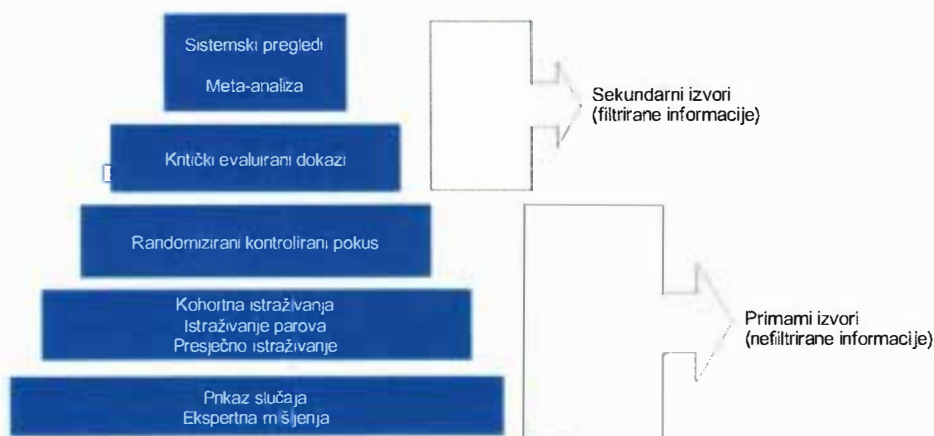 Sistemski pregledi
Meta-analiza
Kritički evaluirani dokazi
Randomizirani kontrolirani pokus
Kohortna istraživanja
Istraživanje parova
Presječno istraživanje
Prikaz slučaja
Ekspertna mišljenja
Sekundarni izvori
(filtrirane informacije)
Primarni izvori
(nefiltrirane informacije)